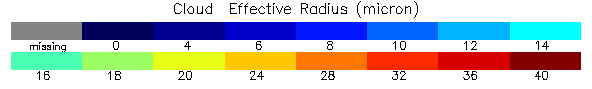 Cloud Effective Radius (micron)
missing 0 4 6 8 10 12 14
16 18 20 24 28 32 36 40